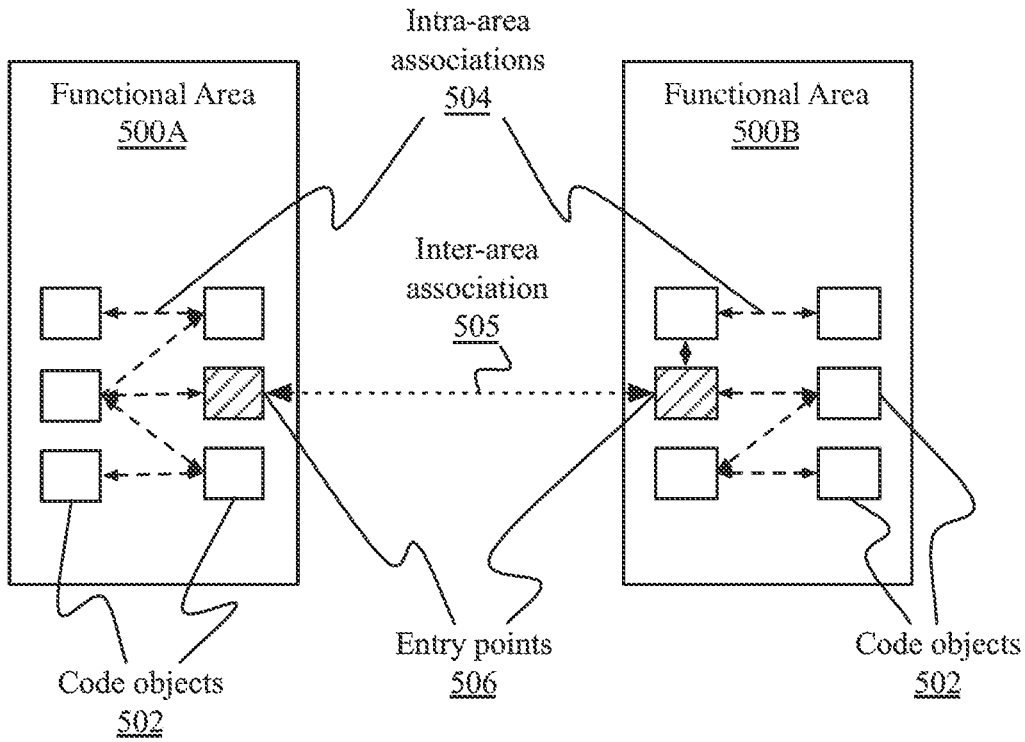 Intra-area
associations
504
Functional Area
500A
Functional Area
500B
Inter-area
association
505
Entry points
506
Code objects
502
Code objects
502